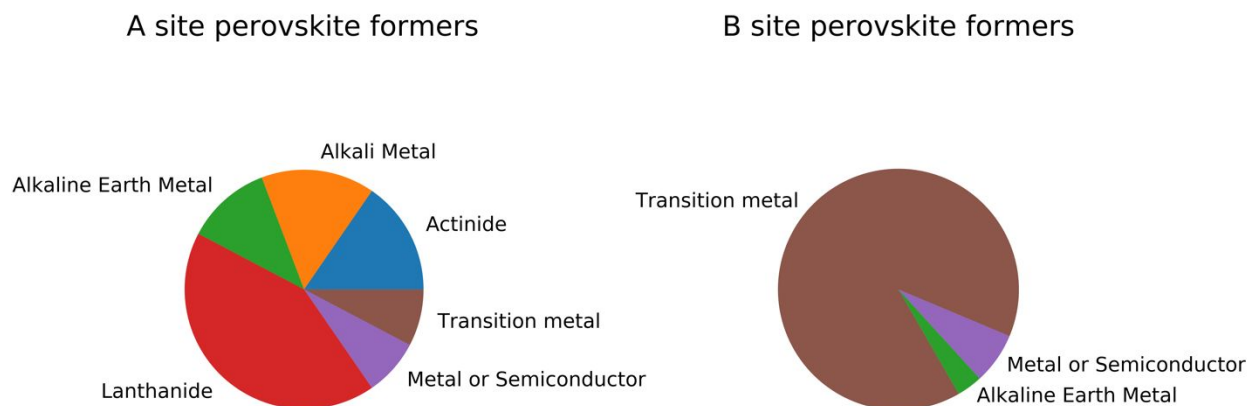 A site perovskite formers
B site perovskite formers
Alkali Metal
Alkaline Earth Metal
Actinide
Transition metal
Metal or Semiconductor
Lanthanide
Transition metal
Metal or Semiconductor
Alkaline Earth Metal